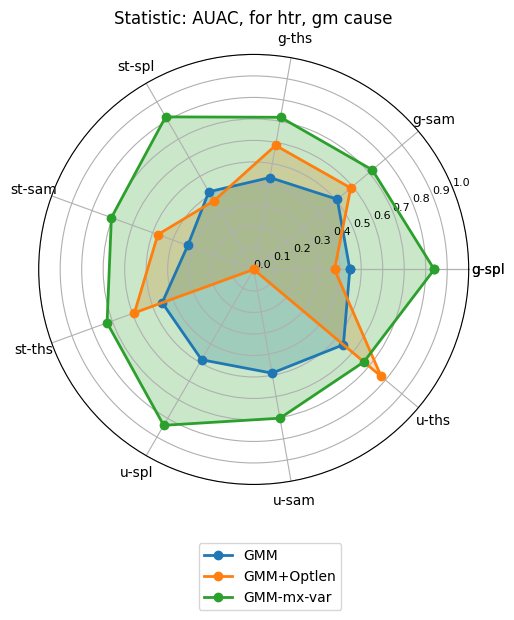 Statistic: AUAC, for htr, gm cause
g-ths
st-spl
g-sam
1.0
0.9
0.8
0.7
0.6
0.5
0.4
0.3
0.2
0.1
0.0
st-sam
g-spl
st-ths
u-ths
u-spl
u-sam
GMM
GMM+Optlen
GMM-mx-var